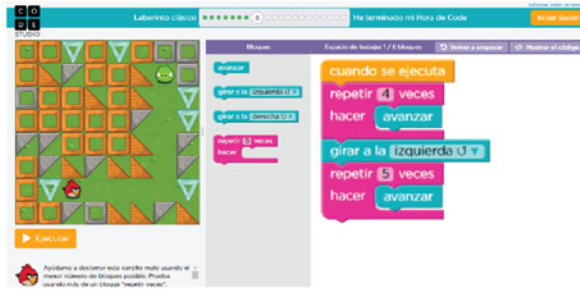 C O
D E
STUDIO
Laberinto clásico
8
He terminado mi Hora de Code
Iniciar Sesión
Bloques
Espacio de trabajo 1 / 6 bloques
Volver a empezar
Mostrar el código
avanzar
girar a la izquierda ↺ ▼
girar a la derecha ↻ ▼
repetir 5 veces
hacer
cuando se ejecuta
repetir 4 veces
hacer avanzar
girar a la izquierda ↺ ▼
repetir 5 veces
hacer avanzar
Ejecutar
Ayúdame a desterrar este cerdito malo usando el
menor número de bloques posible. Prueba
usando más de un bloque "repetir veces".